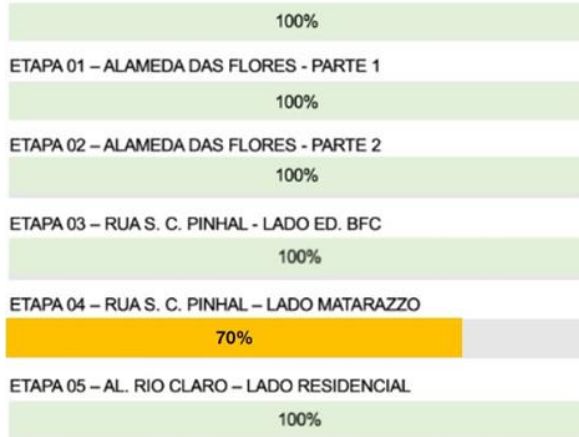 100%
ETAPA 01 – ALAMEDA DAS FLORES - PARTE 1
100%
ETAPA 02 – ALAMEDA DAS FLORES - PARTE 2
100%
ETAPA 03 – RUA S. C. PINHAL - LADO ED. BFC
100%
ETAPA 04 – RUA S. C. PINHAL – LADO MATARAZZO
70%
ETAPA 05 – AL. RIO CLARO – LADO RESIDENCIAL
100%